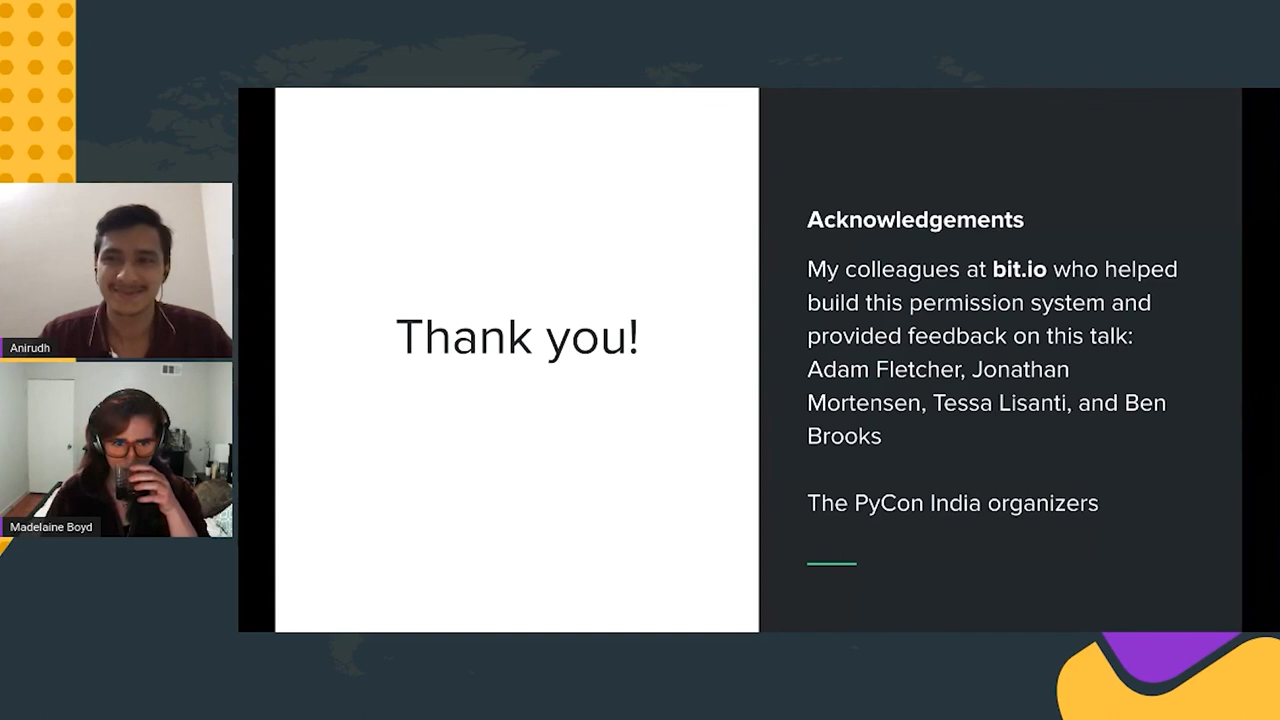 Anirudh
Madelaine Boyd
Thank you!
Acknowledgements
My colleagues at bit.io who helped
build this permission system and
provided feedback on this talk:
Adam Fletcher, Jonathan
Mortensen, Tessa Lisanti, and Ben
Brooks
The PyCon India organizers